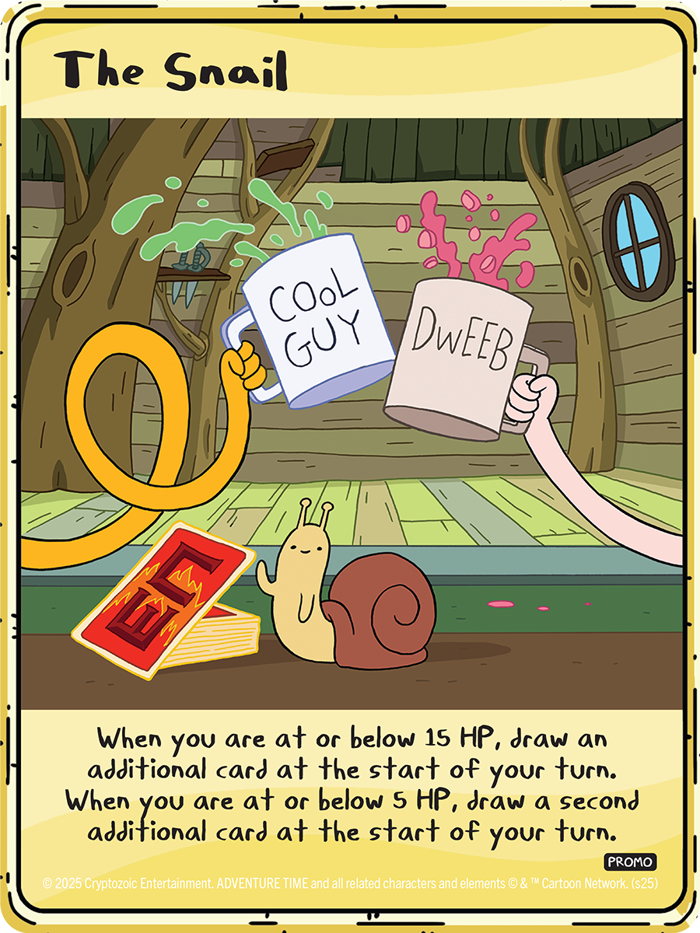 The Snail
COOL
GUY
DWEEB
When you are at or below 15 HP, draw an
additional card at the start of your turn.
When you are at or below 5 HP, draw a second
additional card at the start of your turn.
PROMO
© 2025 Cryptozoic Entertainment. ADVENTURE TIME and all related characters and elements © & ™ Cartoon Network. (s25)